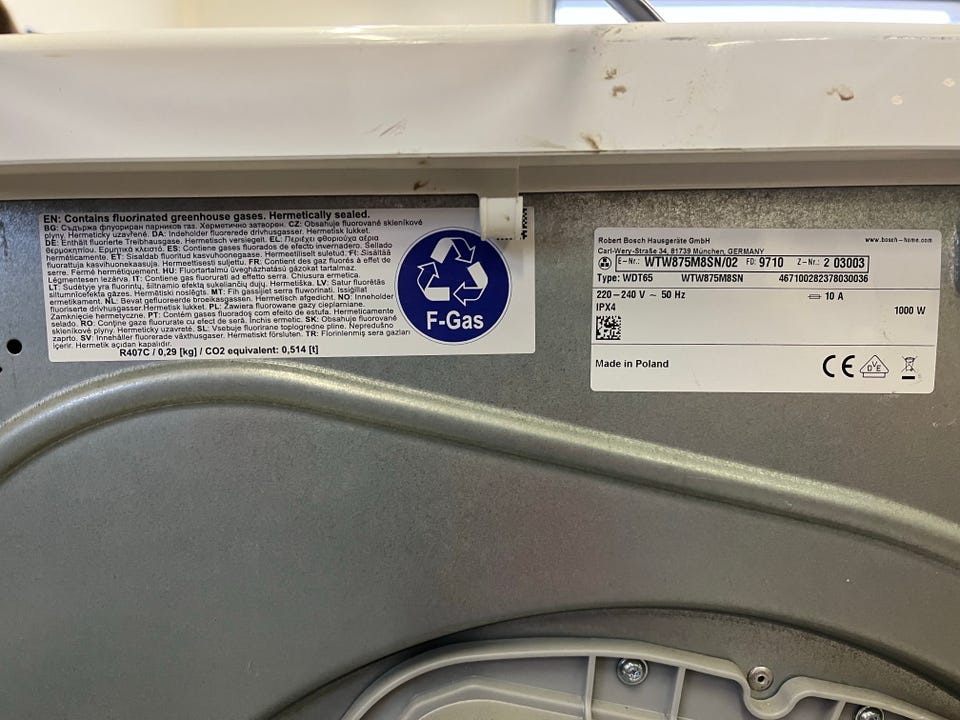 EN: Contains fluorinated greenhouse gases. Hermetically sealed.
BG: Съдържа флуориран парников газ. Херметично затворен. CZ: Obsahuje fluorované skleníkové
plyny. Hermeticky uzavřené. DA: Indeholder fluorerede drivhusgasser. Hermetisk lukket.
DE: Enthält fluorierte Treibhausgase. Hermetisch versiegelt. EL: Περιέχει φθοριούχα αέρια
θερμοκηπίου. Ερμητικά κλειστό. ES: Contiene gases fluorados de efecto invernadero. Sellado
hermético. ET: Sisaldab fluoritud kasvuhoonegaase. Hermeetiliselt suletud. FI: Sisältää
fluorattuja kasvihuonekaasuja. Hermeettisesti suljettu. FR: Contient des gaz fluorés à effet de
serre. Fermé hermétiquement. HU: Fluortartalmú üvegházhatású gázokat tartalmaz.
Légmentesen lezárva. IT: Contiene gas fluorurati ad effetto serra. Chiusura ermetica.
LT: Sudėtyje yra fluorintų, šiltnamio efektą sukeliančių dujų. Hermetiška. LV: Satur fluorētās
siltumnīcefekta gāzes. Hermētiski noslēgts. MT: Fih gassijiet serra fluworinati. Issiġillat
ermetikament. NL: Bevat gefluoreerde broeikasgassen. Hermetisch afgedicht. NO: Inneholder
fluorserte drivhusgasser.Hermetisk lukket. PL: Zawiera fluorowane gazy cieplarniane.
Zamknięcie hermetyczne. PT: Contém gases fluorados com efeito de estufa. Hermeticamente
selado. RO: Conţine gaze fluorurate cu efect de seră. Închis ermetic. SK: Obsahuje fluorované
skleníkové plyny. Hermeticky uzavreté. SL: Vsebuje fluorirane toplogredne pline. Nepredušno
zaprto. SV: Innehåller fluorerade växthusgaser. Hermetiskt försluten. TR: Florinlenmiş sera gazları
içerir. Hermetik kapalıdır.
R407C / 0,29 [kg] / CO2 equivalent: 0,514 [t]
F-Gas
Robert Bosch Hausgeräte GmbH www.bosch-home.com
Carl-Wery-Straße 34, 81739 München, GERMANY
E-Nr.: WTW875M8SN/02 FD: 9710 Z-Nr.: 2 03003
Type: WDT65 WTW875M8SN 467100282378030036
220-240 V ~ 50 Hz 10 A
IPX4 1000 W
Made in Poland CE DVE